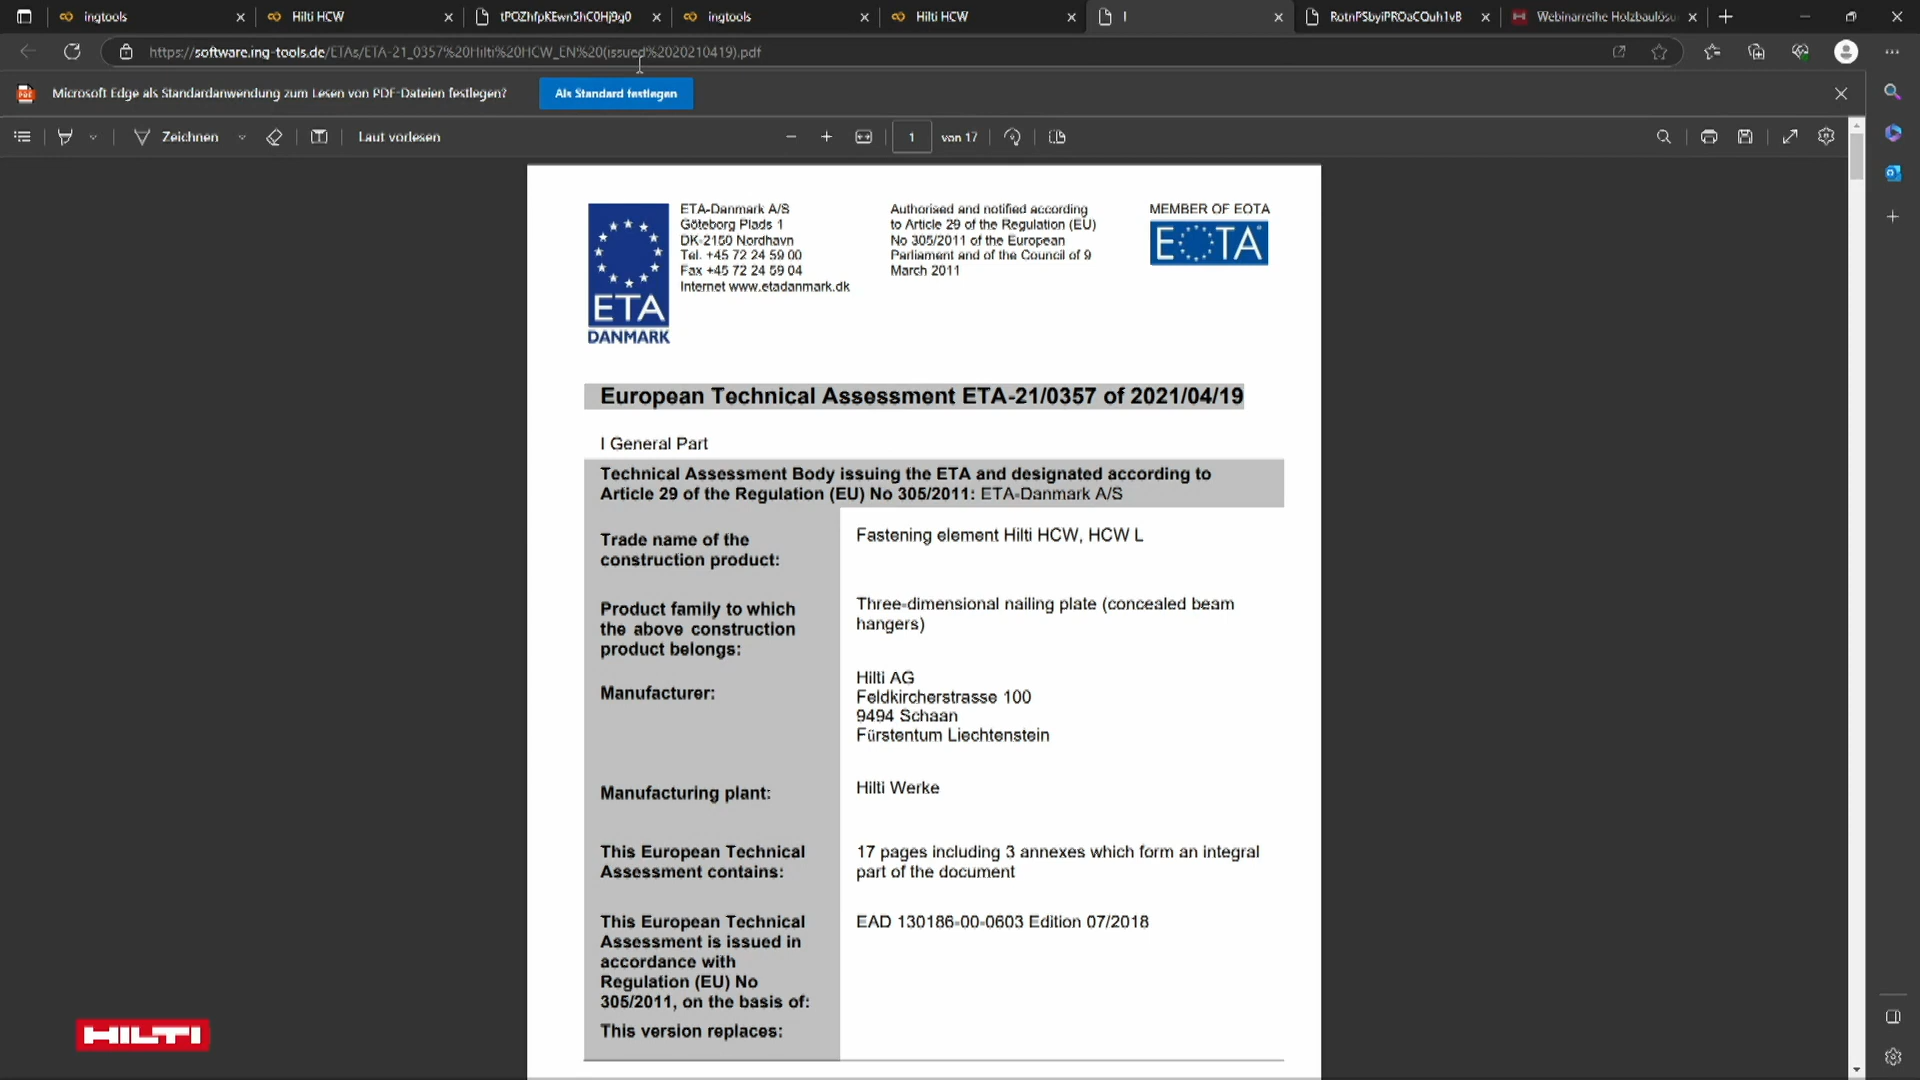 ingtools
Hilti HCW
tPOZhfpKEwn5hC0Hj9g0
ingtools
Hilti HCW
Webinarreihe Holzbaulösu
https://software.ing-tools.de/ETAs/ETA-21_0357%20Hilti%20HCW_EN%20(issued%2020210419).pdf
Microsoft Edge als Standardanwendung zum Lesen von PDF-Dateien festlegen?
Als Standard festlegen
Zeichnen
Laut vorlesen
1 von 17
ETA-Danmark A/S
Göteborg Plads 1
DK-2150 Nordhavn
Tel. +45 72 24 59 00
Fax +45 72 24 59 04
Internet www.etadanmark.dk
Authorised and notified according
to Article 29 of the Regulation (EU)
No 305/2011 of the European
Parliament and of the Council of 9
March 2011
MEMBER OF EOTA
EOTA
ETA
DANMARK
European Technical Assessment ETA-21/0357 of 2021/04/19
I General Part
Technical Assessment Body issuing the ETA and designated according to
Article 29 of the Regulation (EU) No 305/2011: ETA-Danmark A/S
Trade name of the
construction product:
Fastening element Hilti HCW, HCW L
Product family to which
the above construction
product belongs:
Three-dimensional nailing plate (concealed beam
hangers)
Manufacturer:
Hilti AG
Feldkircherstrasse 100
9494 Schaan
Fürstentum Liechtenstein
Manufacturing plant:
Hilti Werke
This European Technical
Assessment contains:
17 pages including 3 annexes which form an integral
part of the document
This European Technical
Assessment is issued in
accordance with
Regulation (EU) No
305/2011, on the basis of:
EAD 130186-00-0603 Edition 07/2018
This version replaces:
HILTI